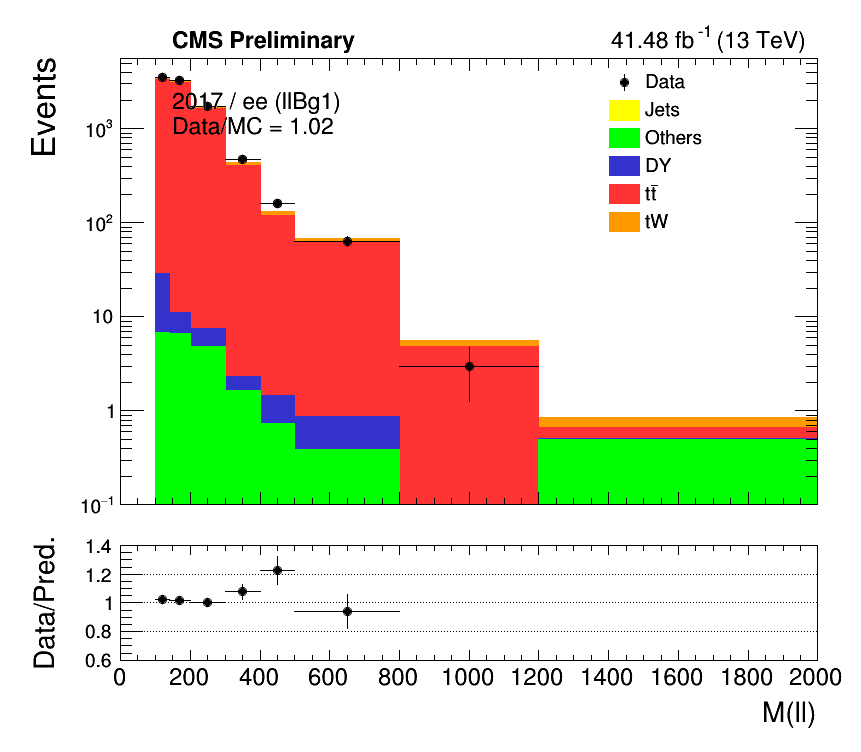 CMS Preliminary
41.48 fb⁻¹ (13 TeV)
Events
2017 / ee (llBg1)
Data/MC = 1.02
Data
Jets
Others
DY
tt̄
tW
10³
10²
10
1
10⁻¹
Data/Pred.
1.4
1.2
1
0.8
0.6
0 200 400 600 800 1000 1200 1400 1600 1800 2000
M(ll)